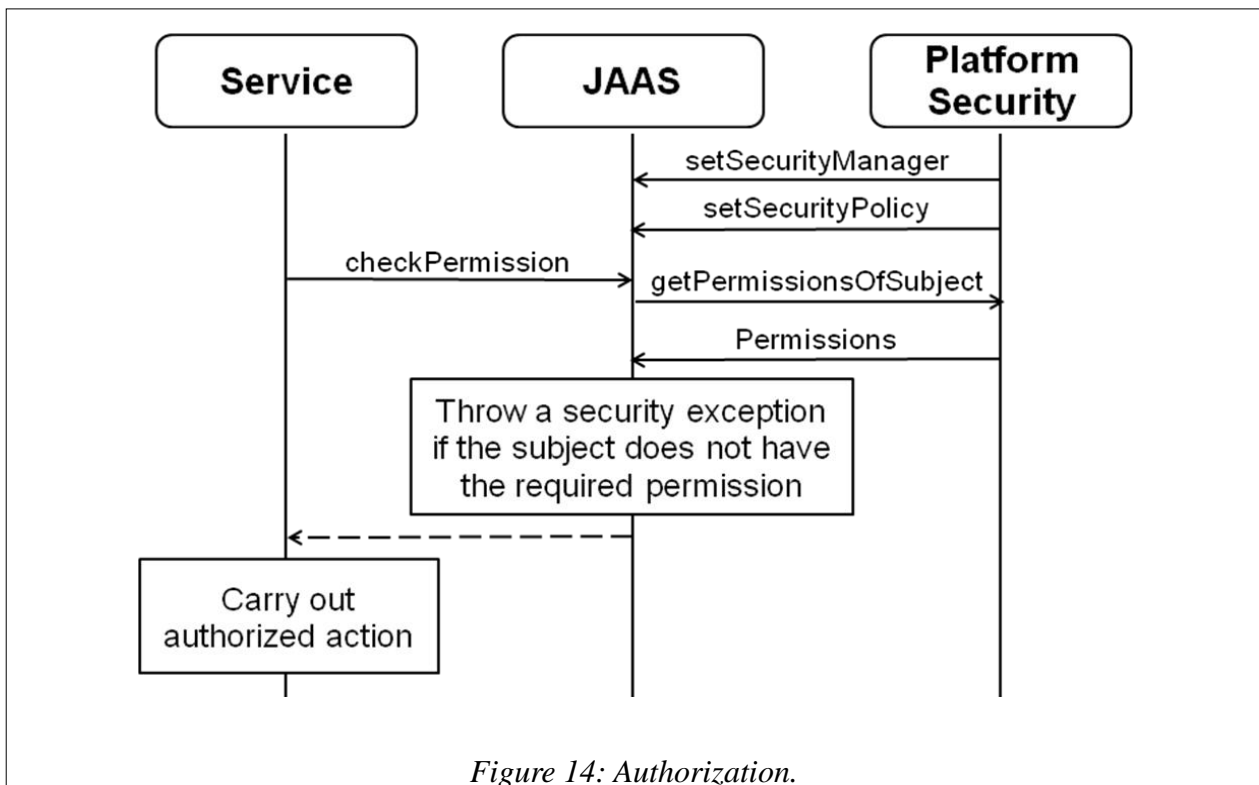 Service
JAAS
Platform
Security
setSecurityManager
setSecurityPolicy
checkPermission
getPermissionsOfSubject
Permissions
Throw a security exception
if the subject does not have
the required permission
Carry out
authorized action
Figure 14: Authorization.